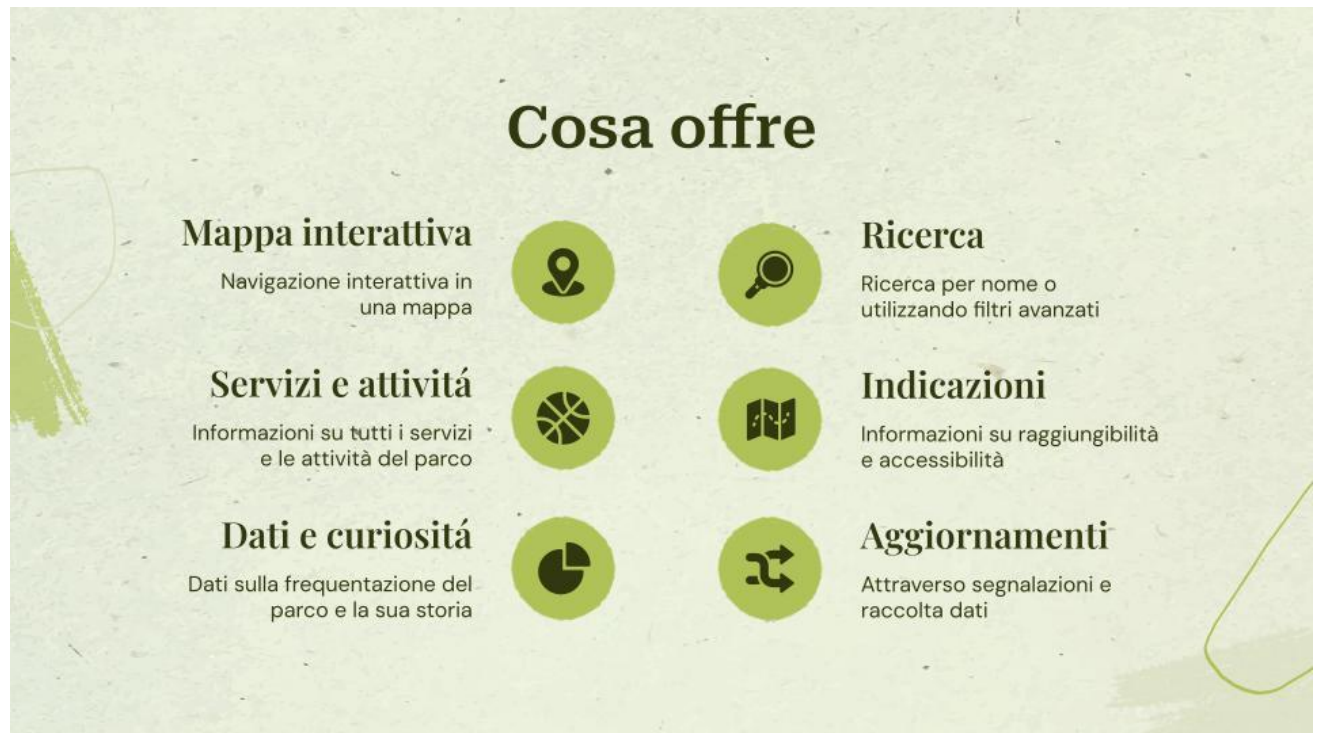 Cosa offre
Mappa interattiva
Navigazione interattiva in
una mappa
Ricerca
Ricerca per nome o
utilizzando filtri avanzati
Servizi e attivitá
Informazioni su tutti i servizi
e le attività del parco
Indicazioni
Informazioni su raggiungibilità
e accessibilità
Dati e curiositá
Dati sulla frequentazione del
parco e la sua storia
Aggiornamenti
Attraverso segnalazioni e
raccolta dati